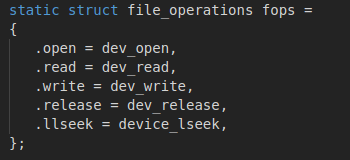 static struct file_operations fops =
{
    .open = dev_open,
    .read = dev_read,
    .write = dev_write,
    .release = dev_release,
    .llseek = device_lseek,
};